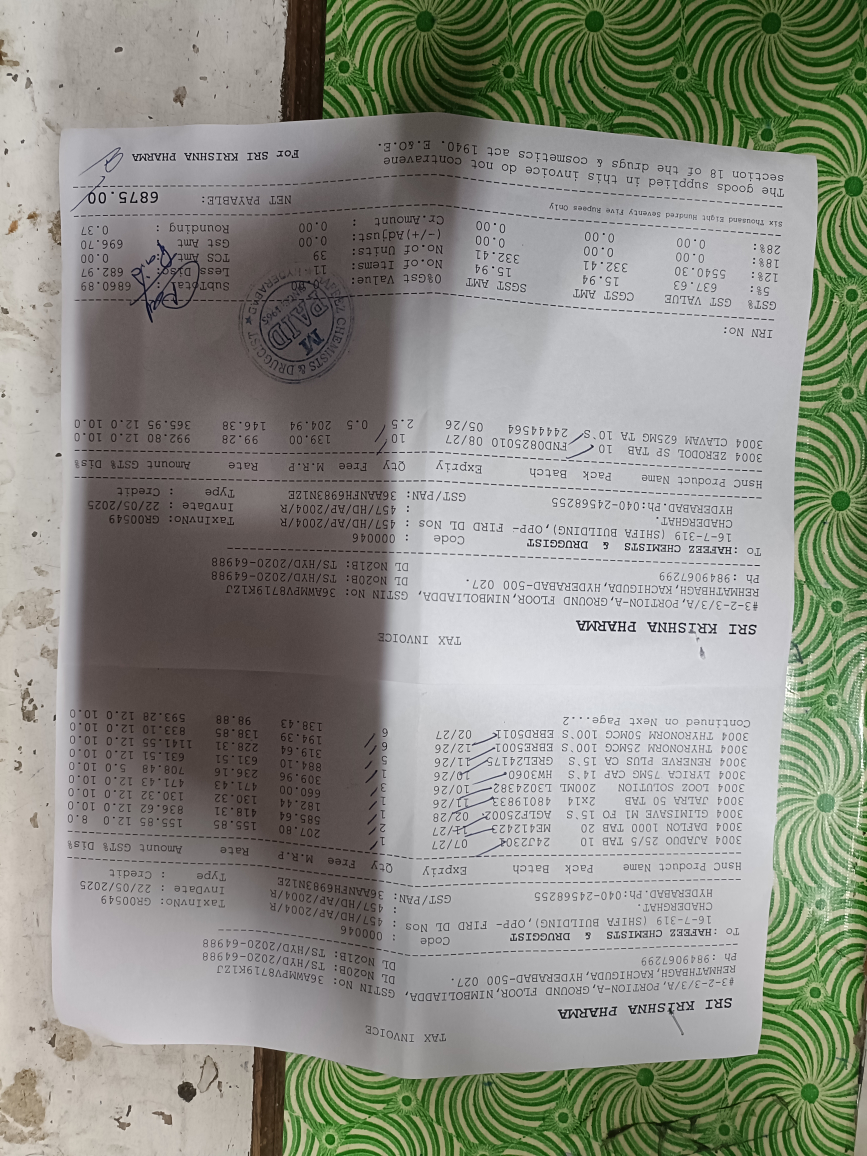 TAX INVOICE
SRI KRISHNA PHARMA
#3-2-3/3/A, PORTION-A, GROUND FLOOR, NIMBOLIADDA, GSTIN No: 36AWMPV8719K1ZJ
REHMATHBAGH, KACHIGUDA, HYDERABAD-500 027. DL No20B: TS/HYD/2020-64988
Ph :9849067299 DL No21B: TS/HYD/2020-64988
To :HAFEEZ CHEMISTS & DRUGGIST Code : 000046
16-7-319 (SHIFA BUILDING), OPP- FIRD DL Nos : 457/HD/AP/2004/R TaxInvNo: GR00549
CHADERGHAT. : 457/HD/AP/2004/R InvDate : 22/05/2025
HYDERABAD.Ph:040-24568255 GST/PAN: 36AANFH6983N1ZE Type : Credit
HsnC Product Name Pack Batch Expriy Qty Free M.R.P Rate Amount GST% Dis%
3004 AJADUO 25/5 TAB 10 24J2301 07/27 1 207.80 155.85 155.85 12.0 8.0
3004 DAFLON 1000 TAB 20 ME412423 11/27 2 585.64 418.31 836.62 12.0 10.0
3004 GLIMISAVE M1 FO 15'S 02/28 1 182.44 130.32 130.32 12.0 10.0
3004 JALRA 50 TAB 2x14 11/26 1 660.00 471.43 471.43 12.0 10.0
3004 LOOZ SOLUTION 200ML L3024382 10/26 3 309.96 236.16 708.48 5.0 10.0
3004 LYRICA 75MG CAP 14'S HW3060 10/26 1 884.10 631.51 631.51 12.0 10.0
3004 RENERVE PLUS CA 15'S GREL24175 11/26 5 319.64 228.31 1141.55 12.0 10.0
3004 THYRONORM 25MCG 100'S EBRES001 12/26 6 194.39 138.85 833.10 12.0 10.0
3004 THYRONORM 50MCG 100'S 02/27 6 138.43 98.88 593.28 12.0 10.0
Continued on Next Page...2
TAX INVOICE
SRI KRISHNA PHARMA
#3-2-3/3/A, PORTION-A, GROUND FLOOR, NIMBOLIADDA, GSTIN No: 36AWMPV8719K1ZJ
REHMATHBAGH, KACHIGUDA, HYDERABAD-500 027. DL No20B: TS/HYD/2020-64988
Ph :9849067299 DL No21B: TS/HYD/2020-64988
To :HAFEEZ CHEMISTS & DRUGGIST Code : 000046
16-7-319 (SHIFA BUILDING), OPP- FIRD DL Nos : 457/HD/AP/2004/R TaxInvNo: GR00549
CHADERGHAT. : 457/HD/AP/2004/R InvDate : 22/05/2025
HYDERABAD.Ph:040-24568255 GST/PAN: 36AANFH6983N1ZE Type : Credit
HsnC Product Name Pack Batch Expriy Qty Free M.R.P Rate Amount GST% Dis%
3004 ZERODOL SP TAB 10 FND0825010 08/27 10 139.00 99.28 992.80 12.0 10.0
3004 CLAVAM 625MG TA 10'S 24444564 05/26 2.5 0.5 204.94 146.38 365.95 12.0 10.0
IRN No:
CHEMISTS & DRUGGIST
PAID
HYDERABAD
GST% GST VALUE CGST AMT SGST AMT 0%Gst Value: 0.00 SubTotal : 6860.89
5%: 637.63 15.94 15.94 No.of Items: 11 Less Disc: 682.97
12%: 5540.30 332.41 332.41 No.of Units: 39 TCS Amt: 0.00
18%: 0.00 0.00 0.00 (-/+)Adjust: 0.00 Gst Amt : 696.70
28%: 0.00 0.00 0.00 Cr.Amount : 0.00 Rounding : 0.37
Six Thousand Eight Hundred Seventy Five Rupees Only NET PAYABLE: 6875.00
The goods supplied in this invoice do not contravene
section 18 of the drugs & cosmetics act 1940. E.&O.E. For SRI KRISHNA PHARMA